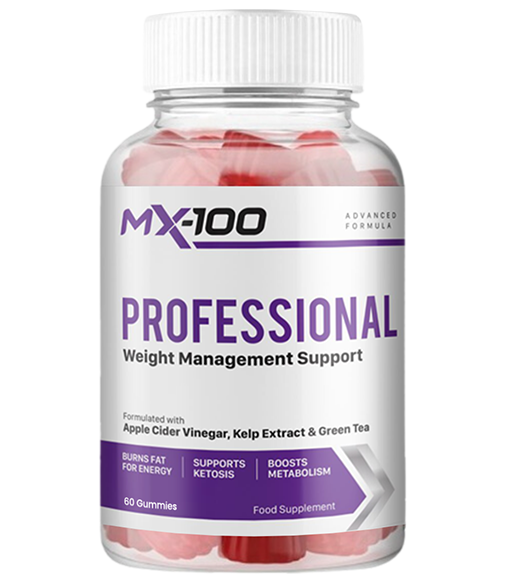 MX-100
ADVANCED
FORMULA
PROFESSIONAL
Weight Management Support
Formulated with
Apple Cider Vinegar, Kelp Extract & Green Tea
BURNS FAT
FOR ENERGY
SUPPORTS
KETOSIS
BOOSTS
METABOLISM
60 Gummies
Food Supplement